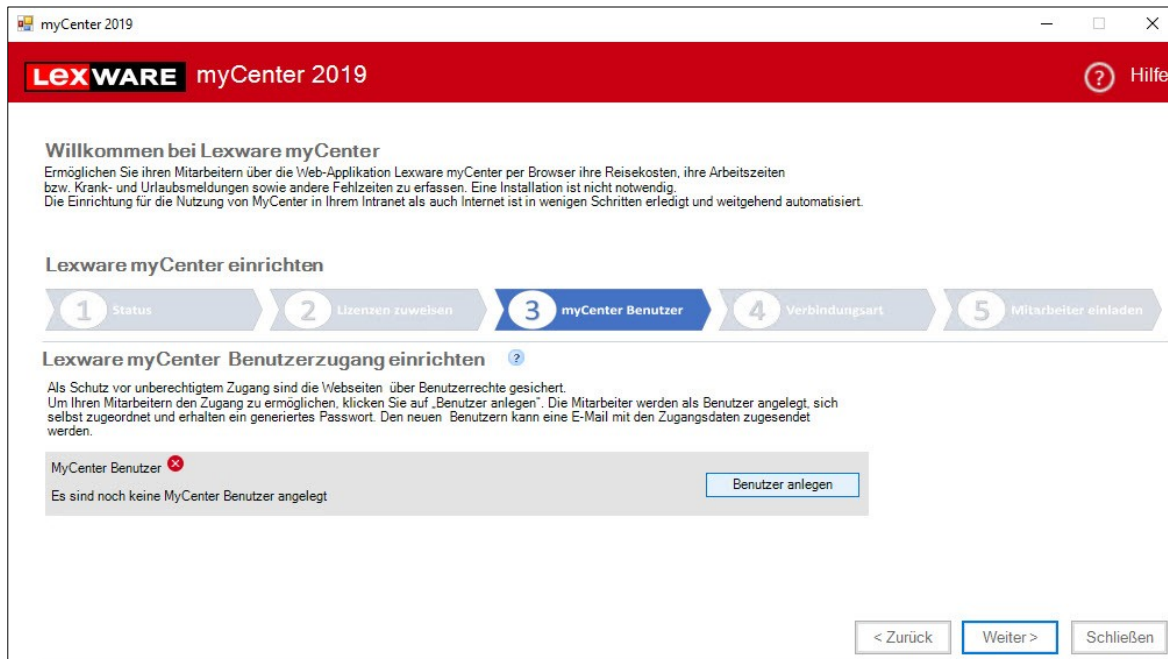 myCenter 2019
LEXWARE myCenter 2019
? Hilfe
Willkommen bei Lexware myCenter
Ermöglichen Sie ihren Mitarbeitern über die Web-Applikation Lexware myCenter per Browser ihre Reisekosten, ihre Arbeitszeiten
bzw. Krank- und Urlaubsmeldungen sowie andere Fehlzeiten zu erfassen. Eine Installation ist nicht notwendig.
Die Einrichtung für die Nutzung von MyCenter in Ihrem Intranet als auch Internet ist in wenigen Schritten erledigt und weitgehend automatisiert.
Lexware myCenter einrichten
1 Status
2 Lizenzen zuweisen
3 myCenter Benutzer
4 Verbindungsart
5 Mitarbeiter einladen
Lexware myCenter Benutzerzugang einrichten ?
Als Schutz vor unberechtigtem Zugang sind die Webseiten über Benutzerrechte gesichert.
Um Ihren Mitarbeitern den Zugang zu ermöglichen, klicken Sie auf „Benutzer anlegen“. Die Mitarbeiter werden als Benutzer angelegt, sich
selbst zugeordnet und erhalten ein generiertes Passwort. Den neuen Benutzern kann eine E-Mail mit den Zugangsdaten zugesendet
werden.
MyCenter Benutzer
Es sind noch keine MyCenter Benutzer angelegt
Benutzer anlegen
< Zurück
Weiter >
Schließen